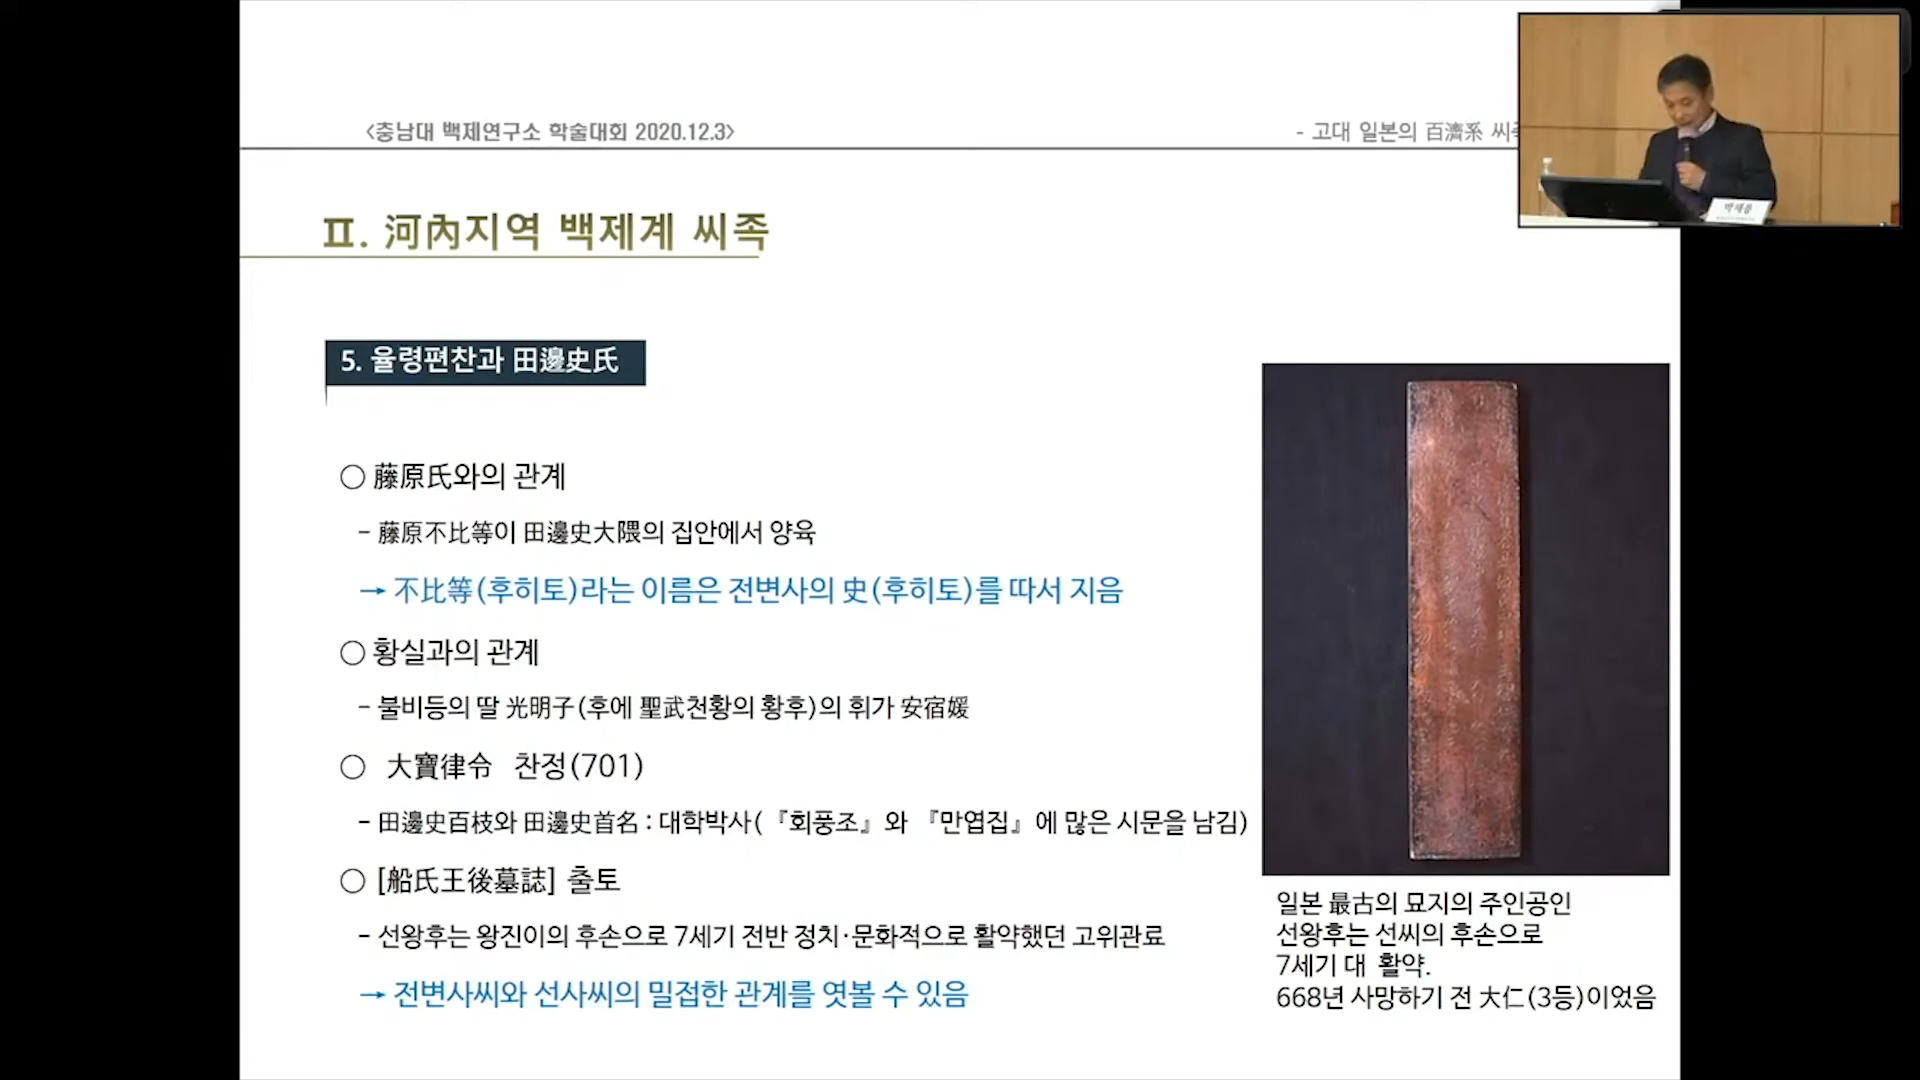 <충남대 백제연구소 학술대회 2020.12.3>
- 고대 일본의 百濟系 씨족
Ⅱ. 河內지역 백제계 씨족
5. 율령편찬과 田邊史氏
○ 藤原氏와의 관계
- 藤原不比等이 田邊史大隈의 집안에서 양육
→ 不比等(후히토)라는 이름은 전변사의 史(후히토)를 따서 지음
○ 황실과의 관계
- 불비등의 딸 光明子(후에 聖武천황의 황후)의 휘가 安宿媛
○ 大寶律令 찬정(701)
- 田邊史百枝와 田邊史首名 : 대학박사(『회풍조』와 『만엽집』에 많은 시문을 남김)
○ [船氏王後墓誌] 출토
- 선왕후는 왕진이의 후손으로 7세기 전반 정치·문화적으로 활약했던 고위관료
→ 전변사씨와 선사씨의 밀접한 관계를 엿볼 수 있음
일본 最古의 묘지의 주인공인
선왕후는 선씨의 후손으로
7세기 대 활약.
668년 사망하기 전 大仁(3등)이었음